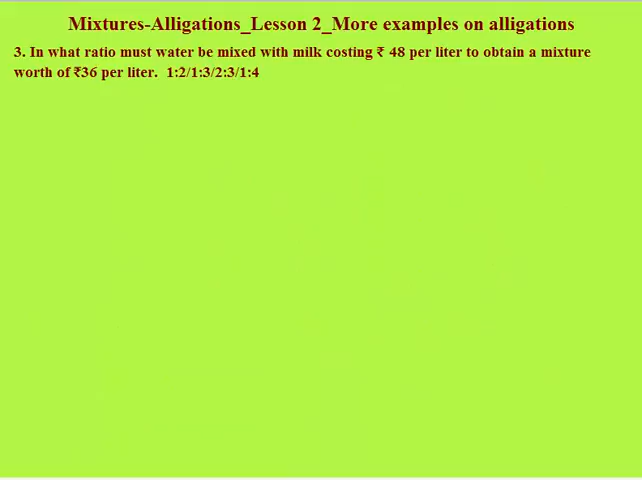 Mixtures-Alligations_Lesson 2_More examples on alligations
3. In what ratio must water be mixed with milk costing ₹ 48 per liter to obtain a mixture
worth of ₹36 per liter.  1:2/1:3/2:3/1:4